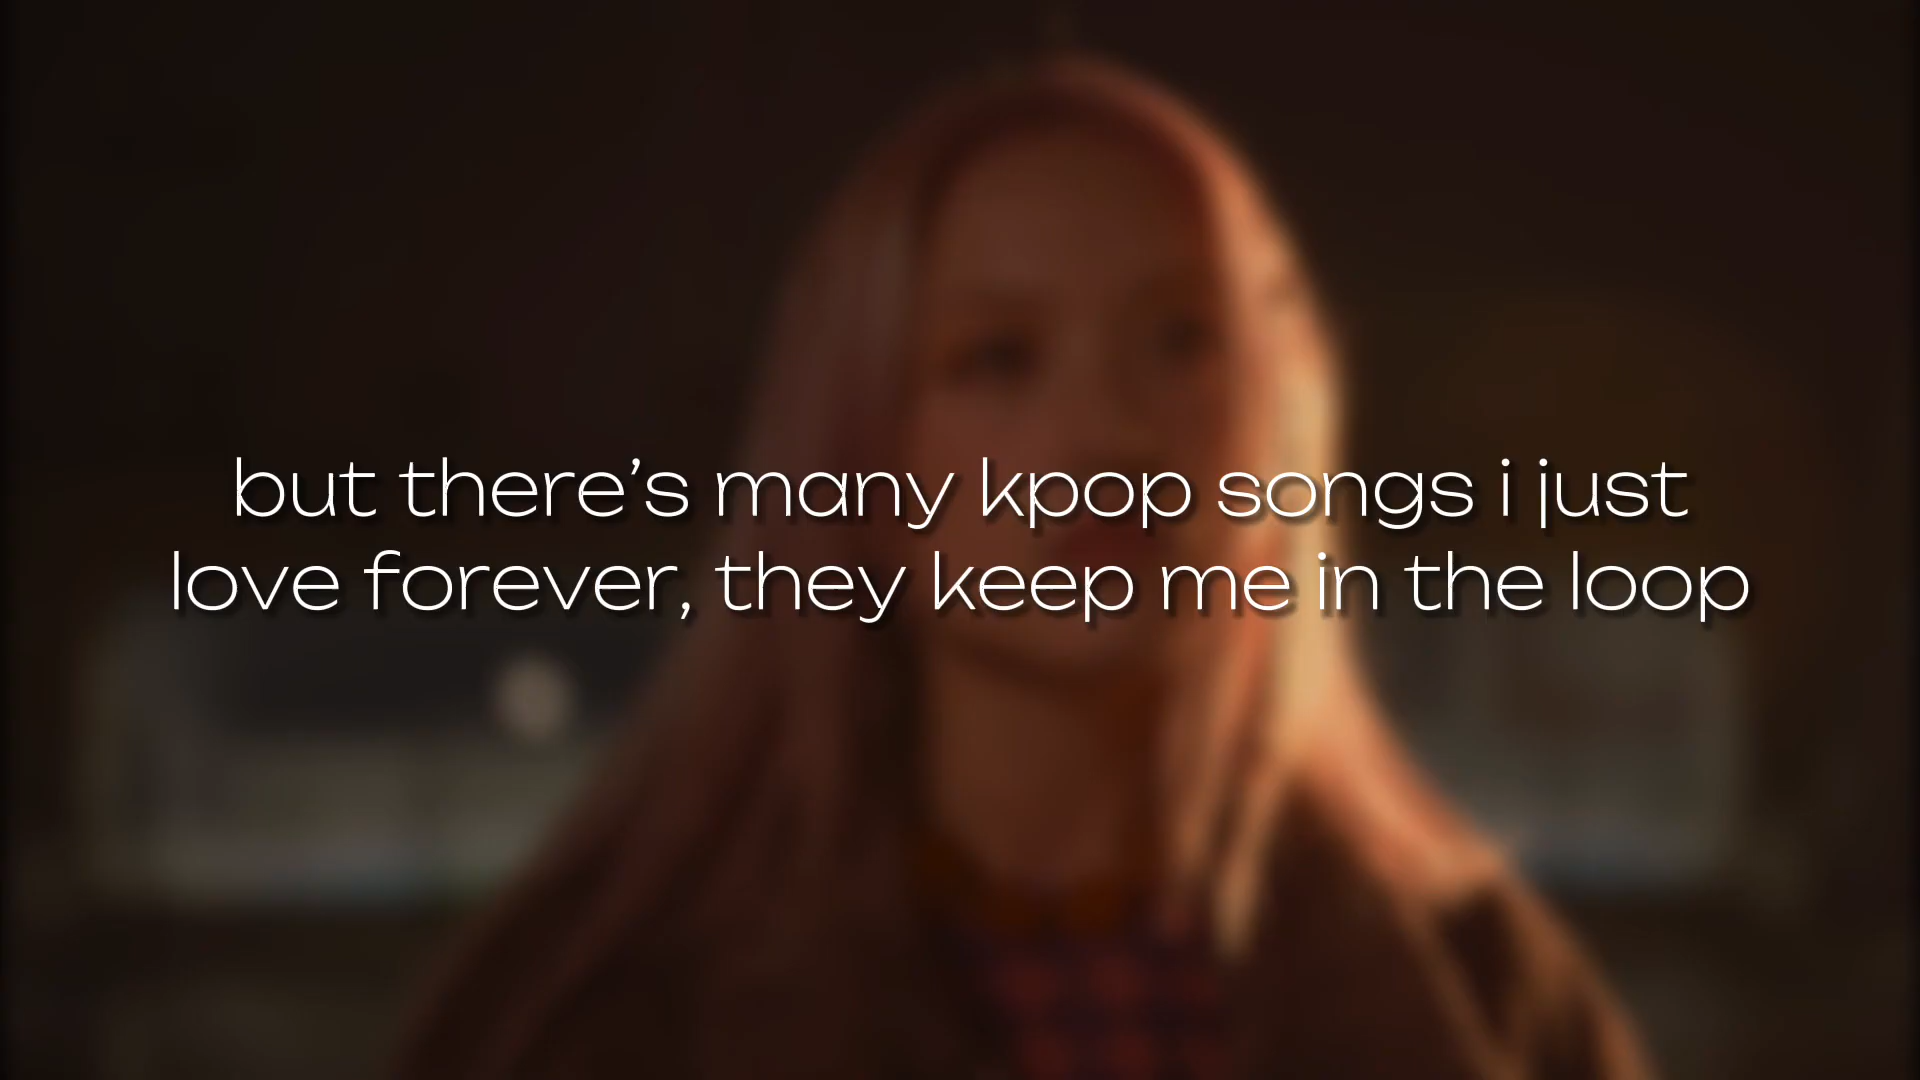 but there’s many kpop songs i just
love forever, they keep me in the loop